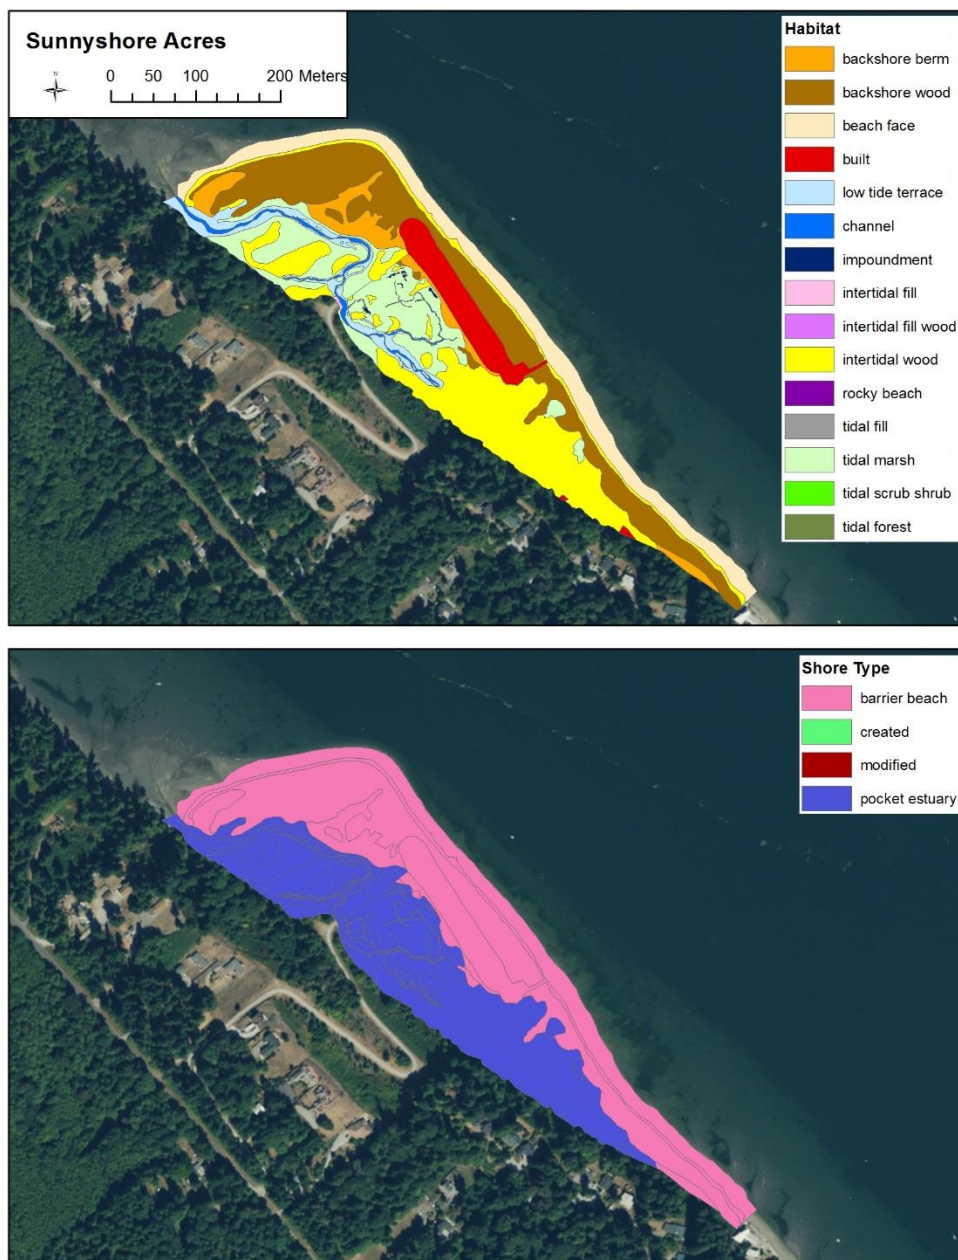 Sunnyshore Acres
N
0 50 100 200 Meters
Habitat
backshore berm
backshore wood
beach face
built
low tide terrace
channel
impoundment
intertidal fill
intertidal fill wood
intertidal wood
rocky beach
tidal fill
tidal marsh
tidal scrub shrub
tidal forest
Shore Type
barrier beach
created
modified
pocket estuary